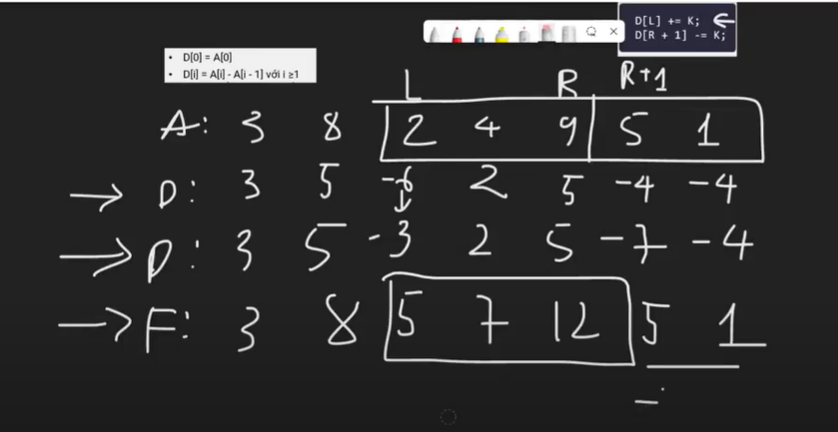 D[L] += K;
D[R + 1] -= K;
• D[0] = A[0]
• D[i] = A[i] - A[i - 1] với i ≥1
L R R+1
A: 3 8 2 4 9 5 1
→ D: 3 5 -6 2 5 -4 -4
→ D: 3 5 -3 2 5 -7 -4
→ F: 3 8 5 7 12 5 1